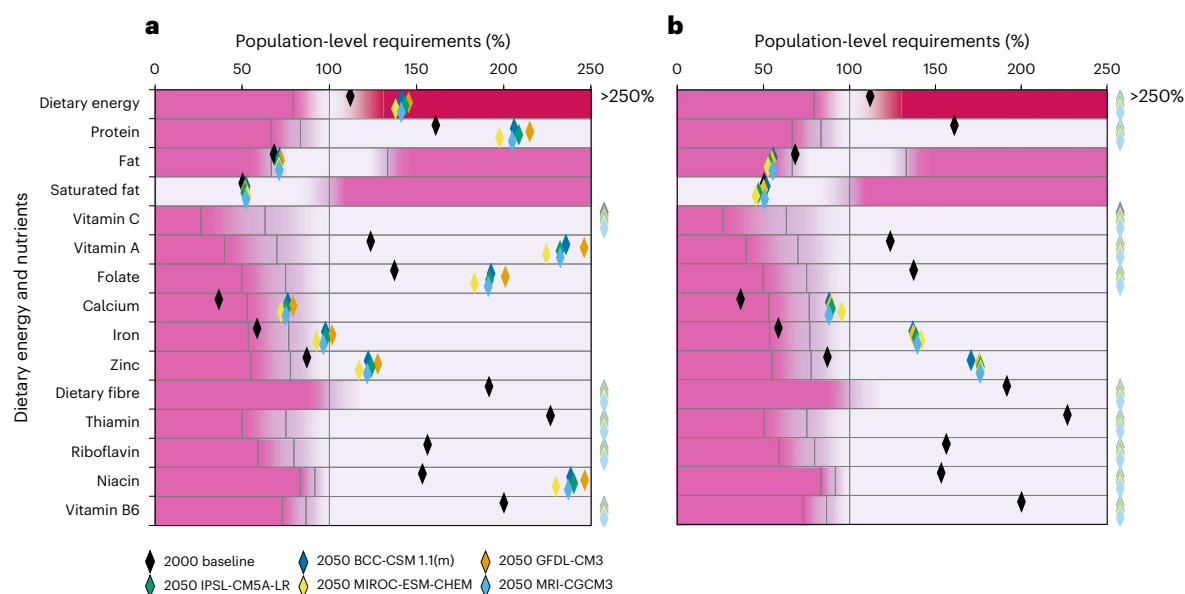 a
Population-level requirements (%)
0 50 100 150 200 250
>250%
Dietary energy and nutrients
Dietary energy
Protein
Fat
Saturated fat
Vitamin C
Vitamin A
Folate
Calcium
Iron
Zinc
Dietary fibre
Thiamin
Riboflavin
Niacin
Vitamin B6
b
Population-level requirements (%)
0 50 100 150 200 250
>250%
2000 baseline 2050 BCC-CSM 1.1(m) 2050 GFDL-CM3
2050 IPSL-CM5A-LR 2050 MIROC-ESM-CHEM 2050 MRI-CGCM3